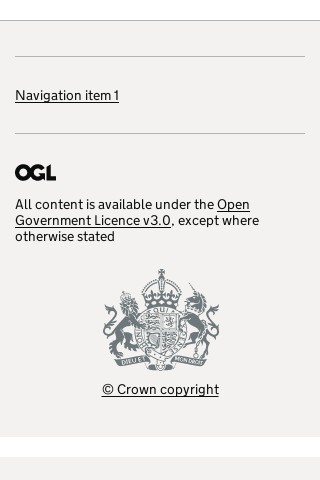 Navigation item 1
OGL
All content is available under the Open
Government Licence v3.0, except where
otherwise stated
DIEU ET MON DROIT
© Crown copyright